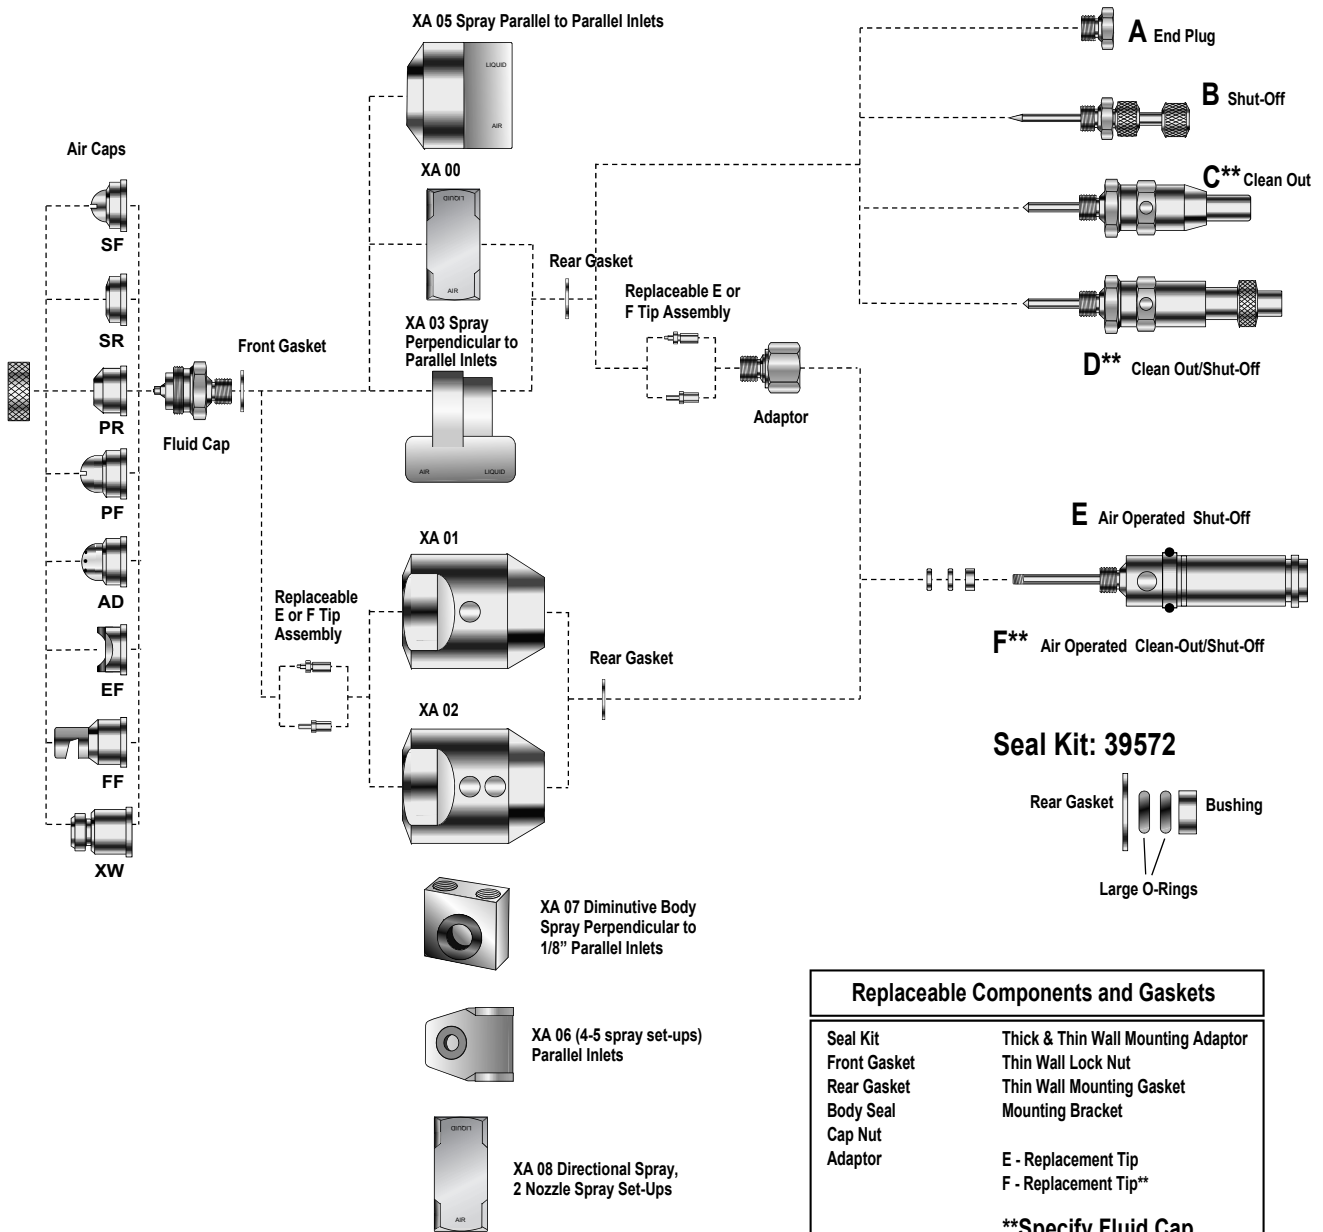 XA 05 Spray Parallel to Parallel Inlets
LIQUID
AIR
A End Plug
B Shut-Off
C** Clean Out
D** Clean Out/Shut-Off
Air Caps
SF
SR
PR
PF
AD
EF
FF
XW
Fluid Cap
Front Gasket
XA 00
LIQUID
AIR
Rear Gasket
XA 03 Spray
Perpendicular to
Parallel Inlets
AIR
LIQUID
Replaceable E or
F Tip Assembly
Adaptor
E Air Operated Shut-Off
F** Air Operated Clean-Out/Shut-Off
XA 01
Replaceable
E or F Tip
Assembly
Rear Gasket
XA 02
Seal Kit: 39572
Rear Gasket
Bushing
Large O-Rings
XA 07 Diminutive Body
Spray Perpendicular to
1/8” Parallel Inlets
XA 06 (4-5 spray set-ups)
Parallel Inlets
LIQUID
AIR
XA 08 Directional Spray,
2 Nozzle Spray Set-Ups
Replaceable Components and Gaskets
Seal Kit
Front Gasket
Rear Gasket
Body Seal
Cap Nut
Adaptor
Thick & Thin Wall Mounting Adaptor
Thin Wall Lock Nut
Thin Wall Mounting Gasket
Mounting Bracket
E - Replacement Tip
F - Replacement Tip**
**Specify Fluid Cap